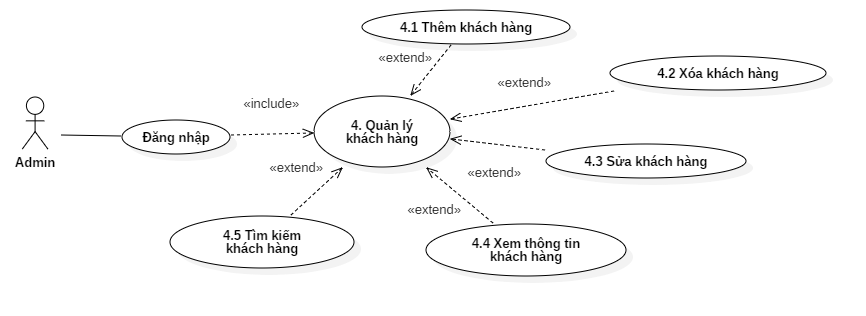 4.1 Thêm khách hàng
«extend»
4.2 Xóa khách hàng
«extend»
«include»
4. Quản lý
khách hàng
Đăng nhập
Admin
4.3 Sửa khách hàng
«extend»
«extend»
«extend»
4.5 Tìm kiếm
khách hàng
4.4 Xem thông tin
khách hàng